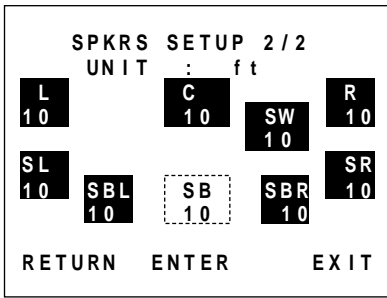 SPKRS SETUP 2/2
UNIT : ft
L C R
10 10 SW 10
10
SL SR
10 SBL SB SBR 10
10 10 10
RETURN ENTER EXIT